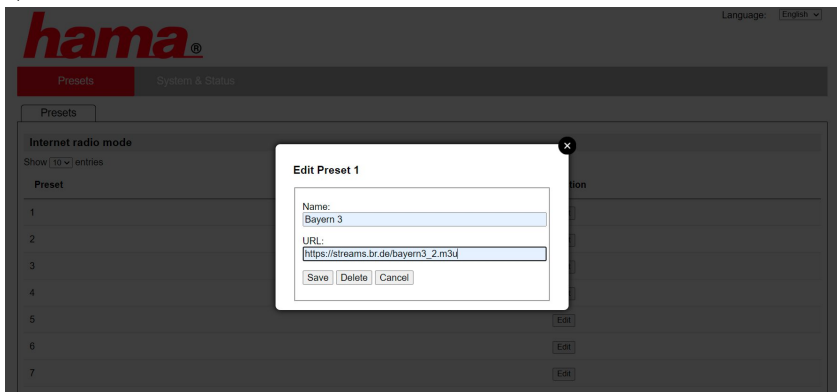 Language: English
hama®
Presets System & Status
Presets
Internet radio mode
Show 10 entries
Preset
1
2
3
4
5 Edit
6 Edit
7 Edit
Edit Preset 1
Name:
Bayern 3
URL:
https://streams.br.de/bayern3_2.m3u
Save Delete Cancel